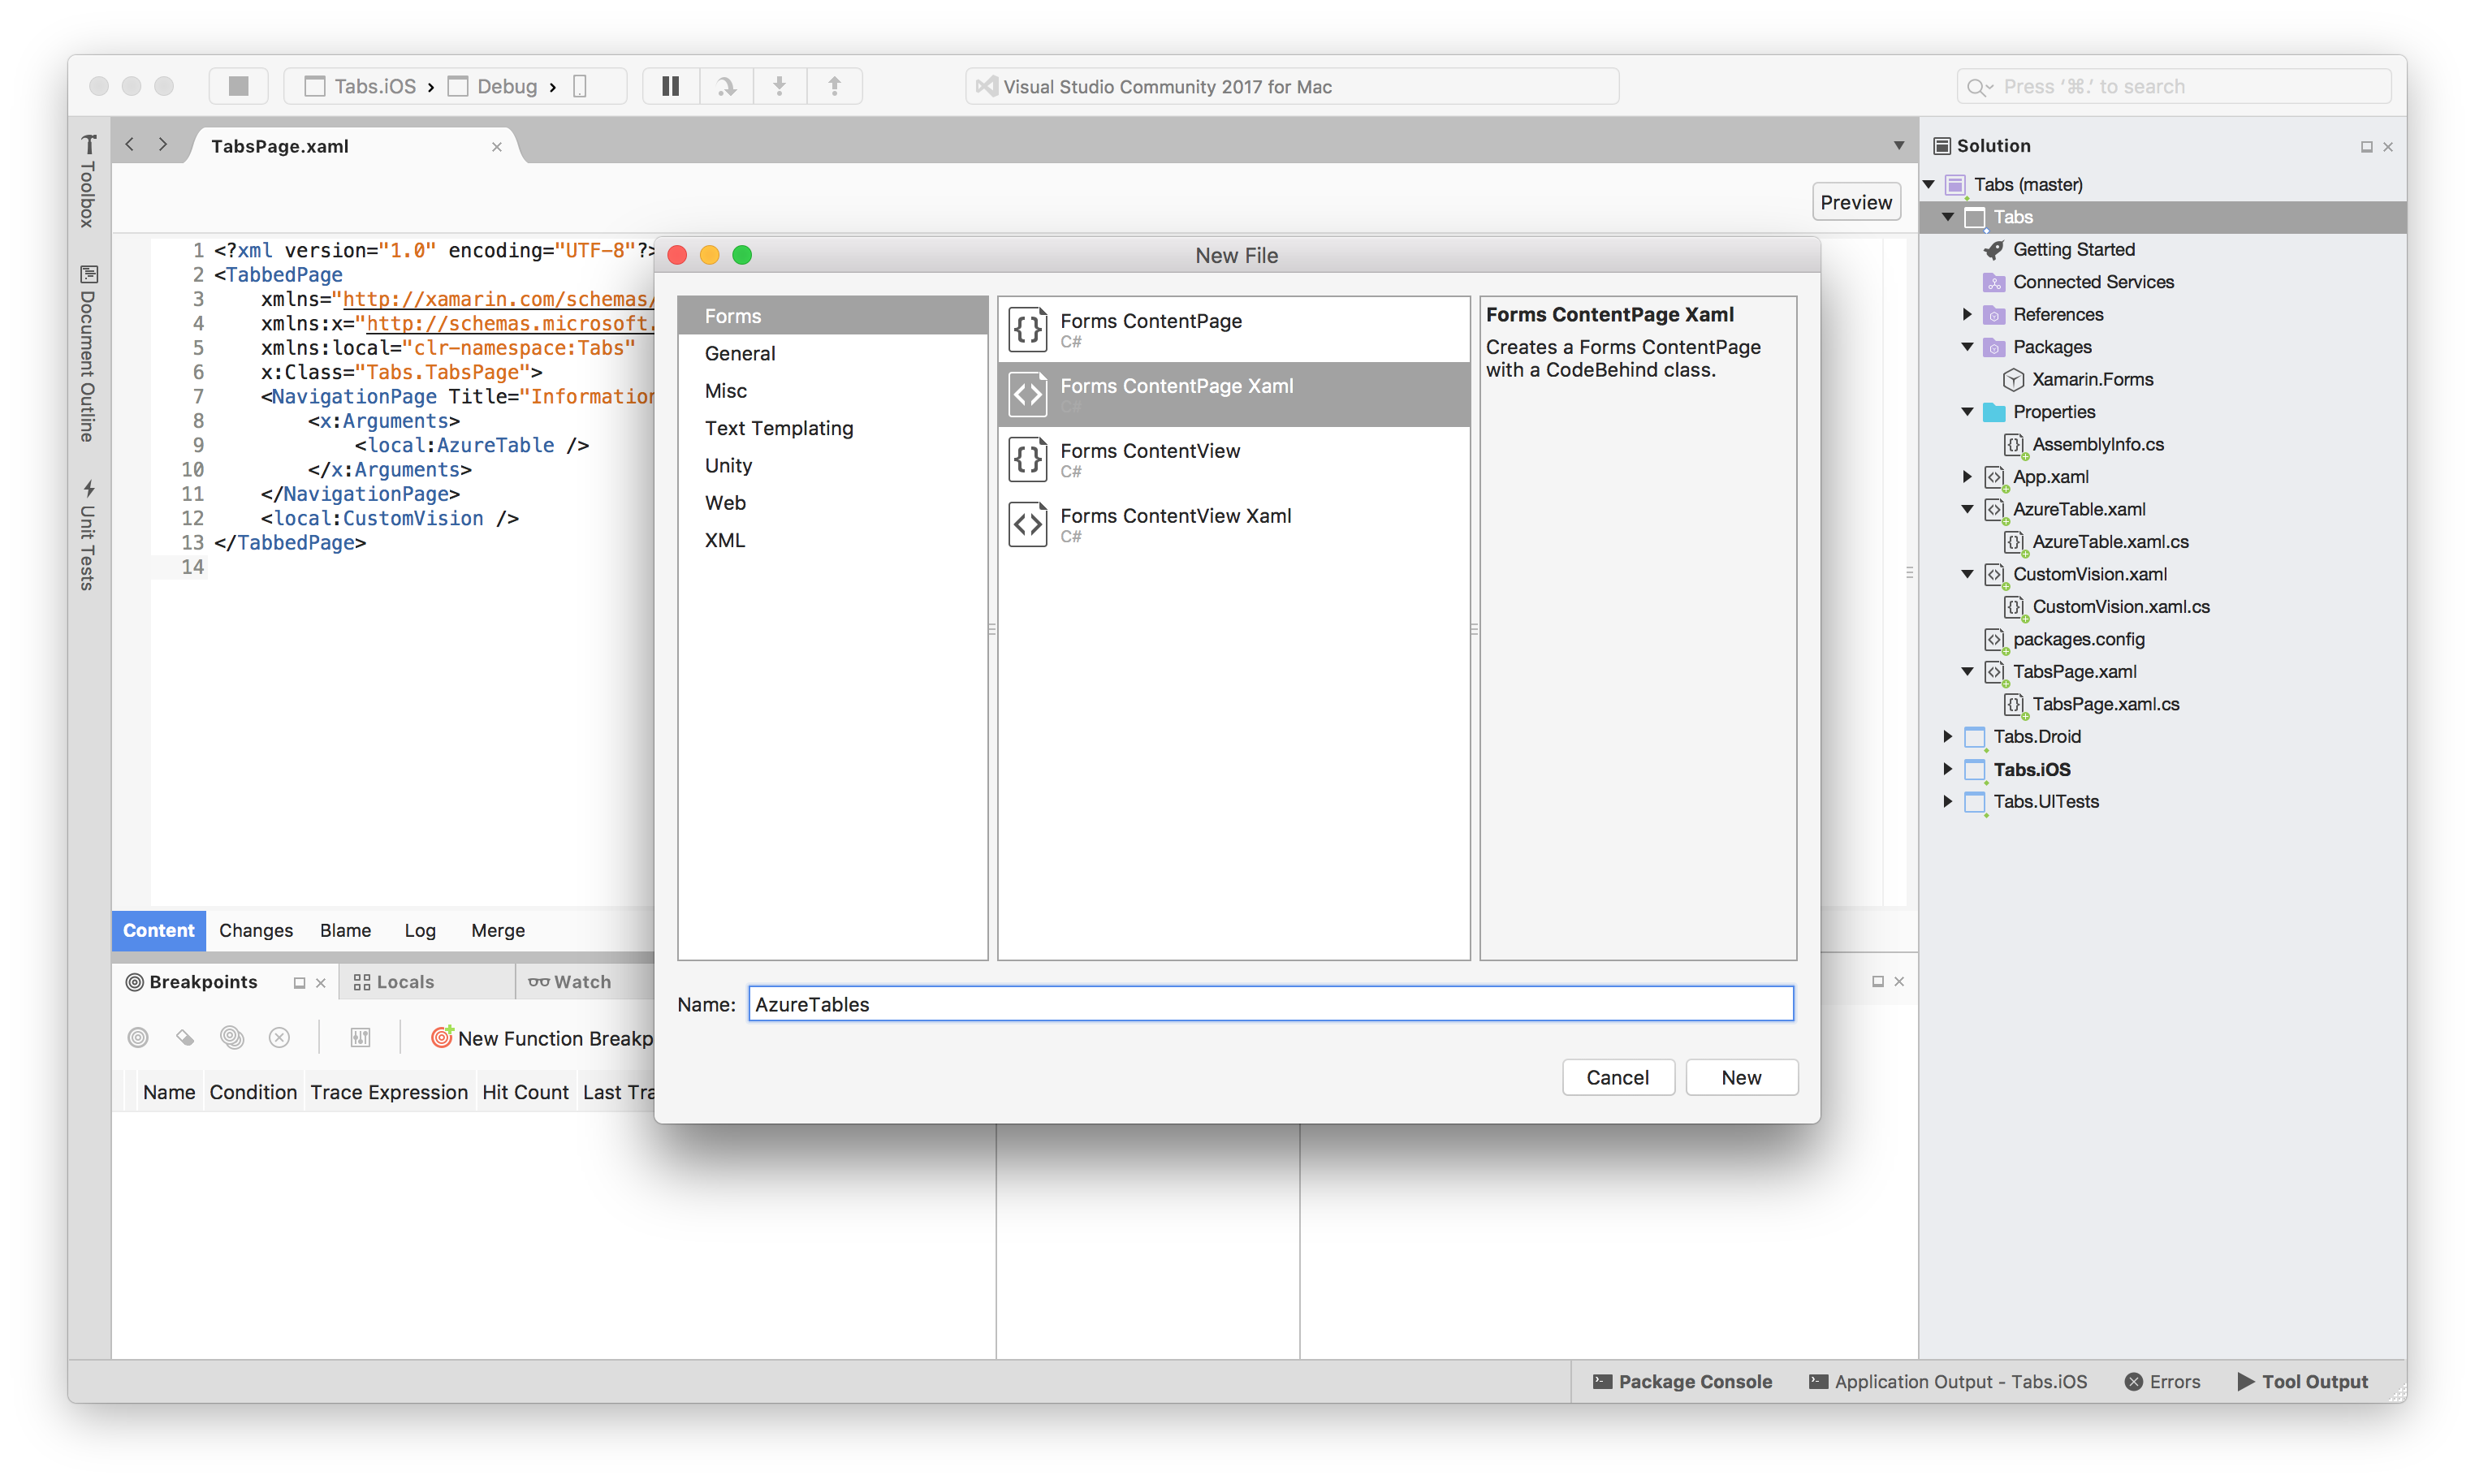 Tabs.iOS › Debug ›
Visual Studio Community 2017 for Mac
Press ‘⌘.’ to search
Toolbox
Document Outline
Unit Tests
TabsPage.xaml
Preview
1 <?xml version="1.0" encoding="UTF-8"?>
2 <TabbedPage
3 xmlns="http://xamarin.com/schemas/
4 xmlns:x="http://schemas.microsoft.
5 xmlns:local="clr-namespace:Tabs"
6 x:Class="Tabs.TabsPage">
7 <NavigationPage Title="Information
8 <x:Arguments>
9 <local:AzureTable />
10 </x:Arguments>
11 </NavigationPage>
12 <local:CustomVision />
13 </TabbedPage>
14
Content Changes Blame Log Merge
New File
Forms
General
Misc
Text Templating
Unity
Web
XML
Forms ContentPage
C#
Forms ContentPage Xaml
C#
Forms ContentView
C#
Forms ContentView Xaml
C#
Forms ContentPage Xaml
Creates a Forms ContentPage
with a CodeBehind class.
Name: AzureTables
Cancel New
Breakpoints Locals Watch
New Function Breakp
Name Condition Trace Expression Hit Count Last Tra
Solution
Tabs (master)
Tabs
Getting Started
Connected Services
References
Packages
Xamarin.Forms
Properties
AssemblyInfo.cs
App.xaml
AzureTable.xaml
AzureTable.xaml.cs
CustomVision.xaml
CustomVision.xaml.cs
packages.config
TabsPage.xaml
TabsPage.xaml.cs
Tabs.Droid
Tabs.iOS
Tabs.UITests
Package Console Application Output - Tabs.iOS Errors Tool Output